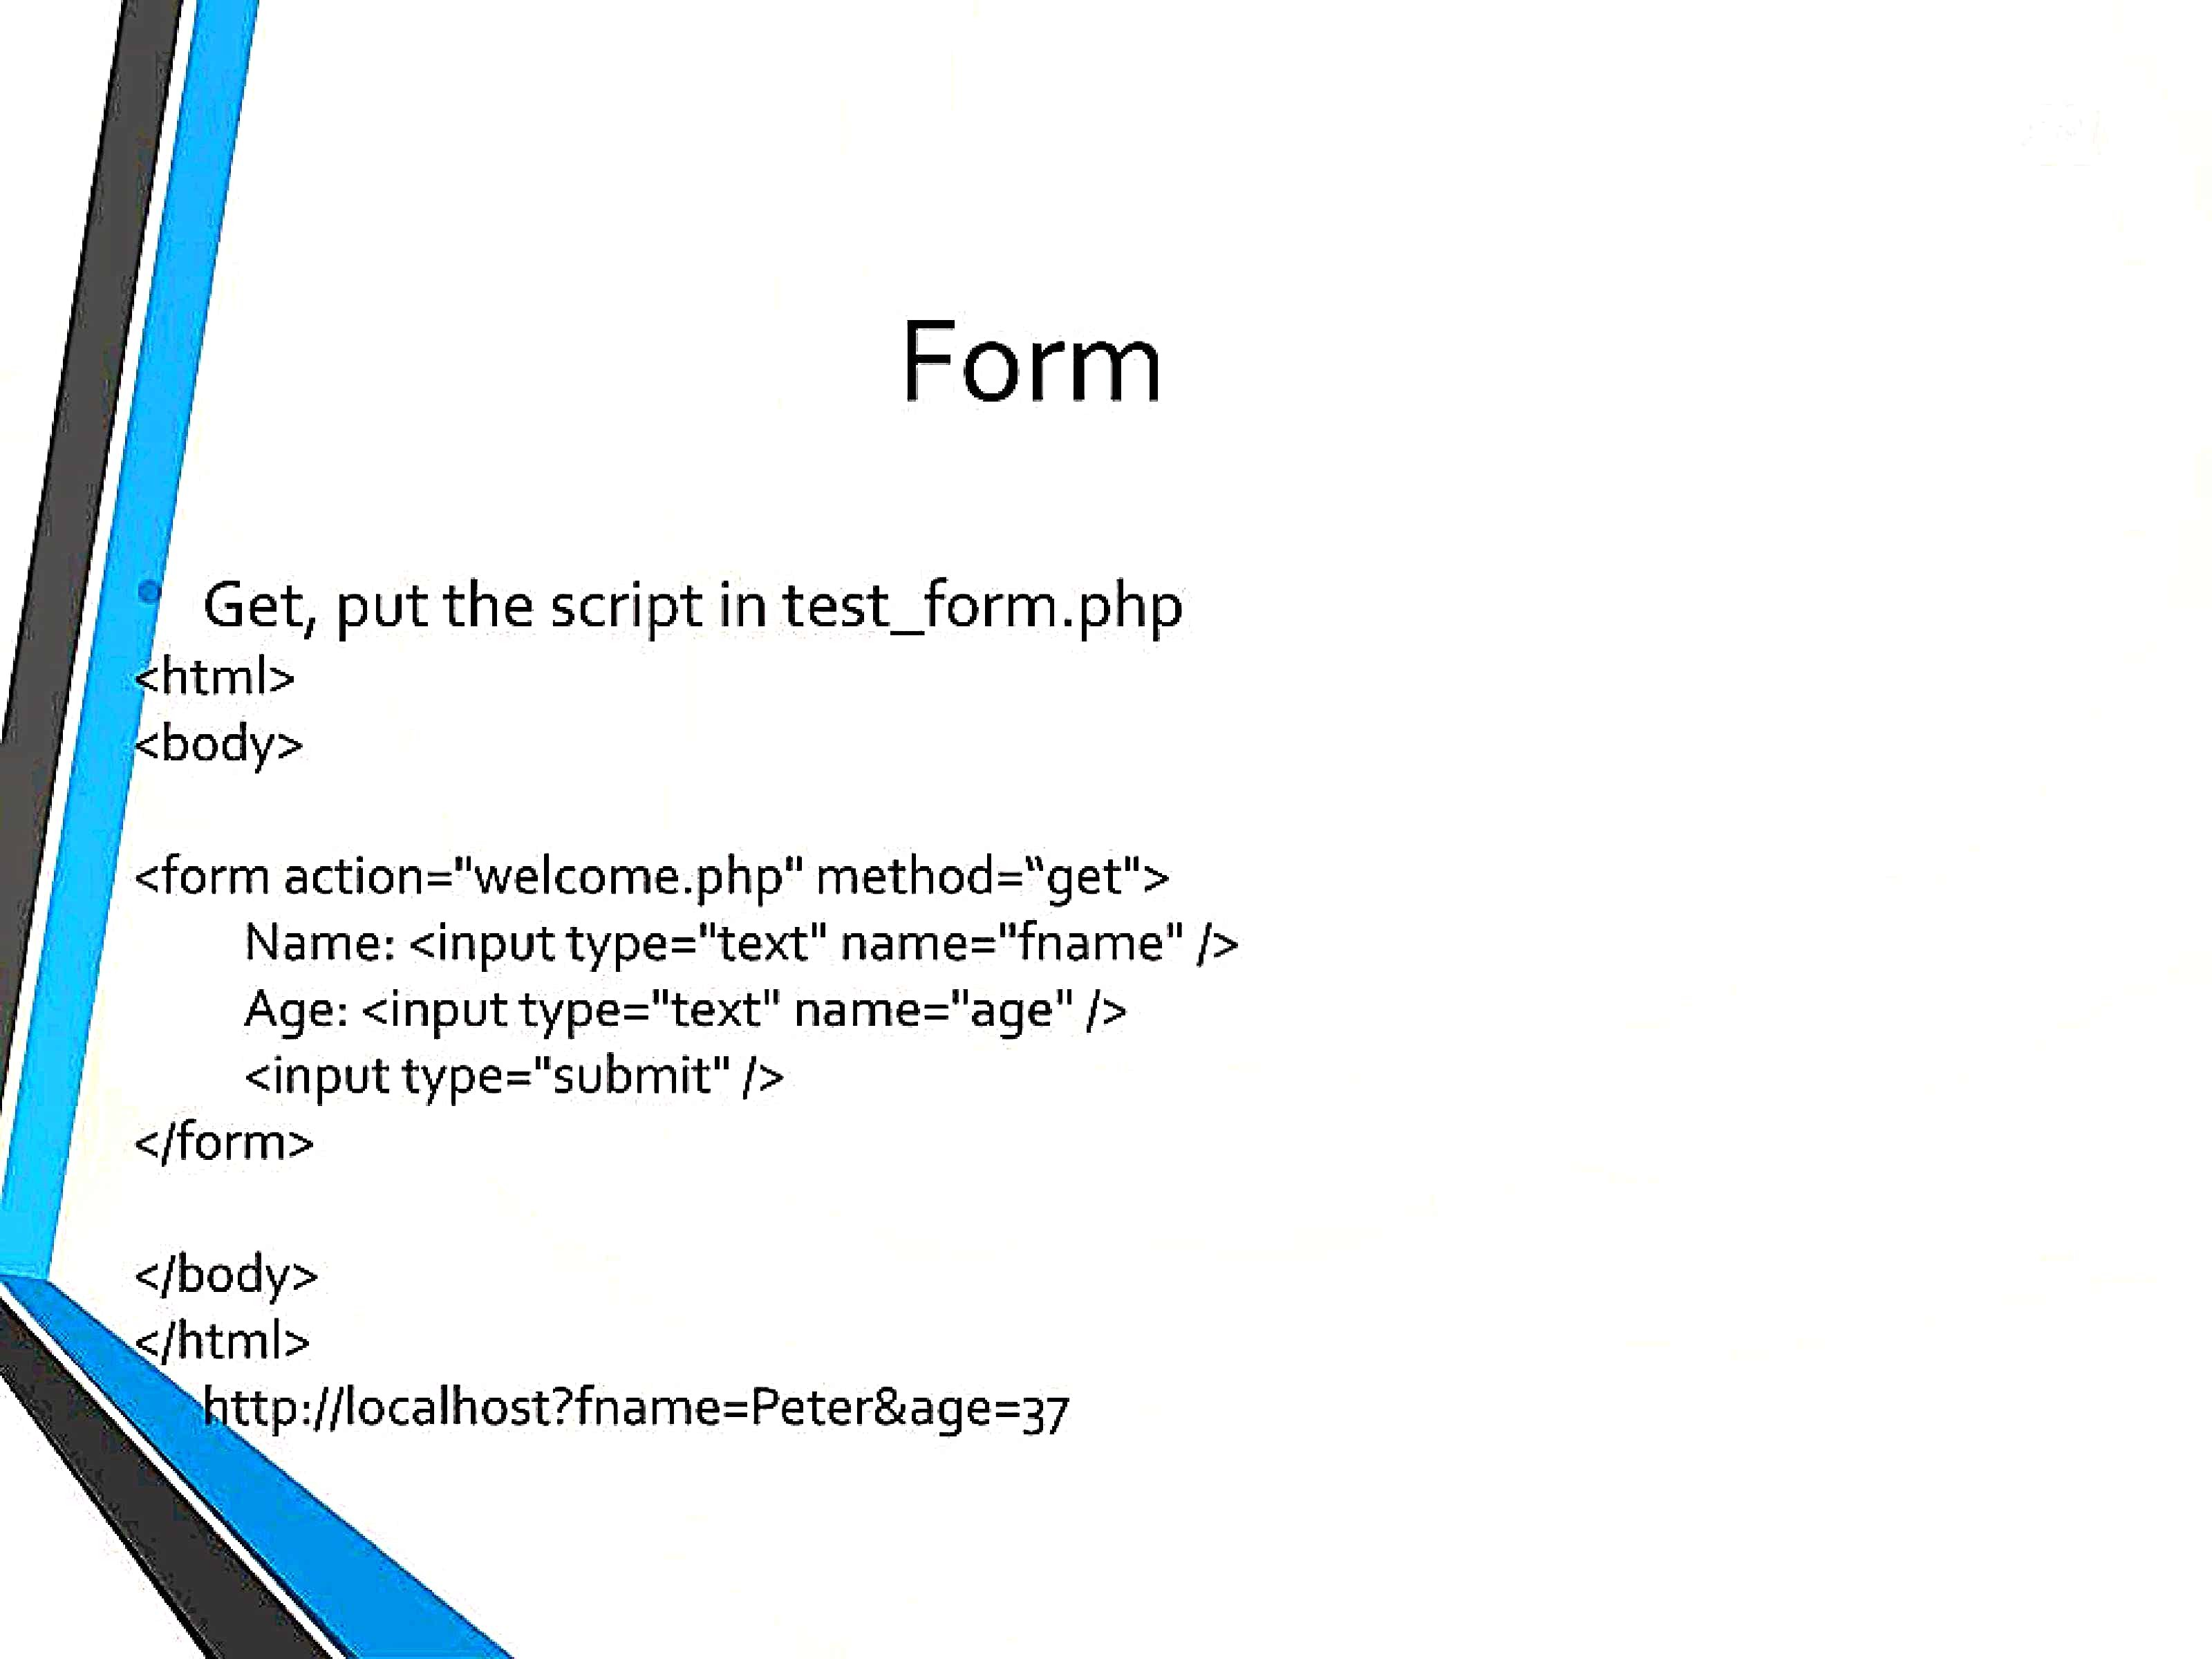 Form
• Get, put the script in test_form.php
<html>
<body>
<form action="welcome.php" method=“get">
Name: <input type="text" name="fname" />
Age: <input type="text" name="age" />
<input type="submit" />
</form>
</body>
</html>
http://localhost?fname=Peter&age=37